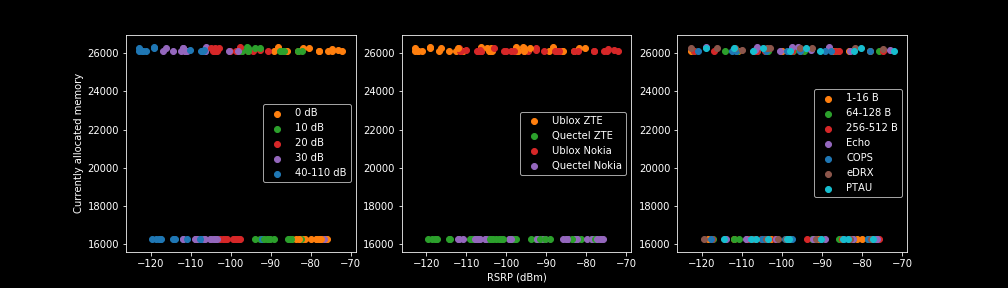 Currently allocated memory
26000
24000
22000
20000
18000
16000
0 dB
10 dB
20 dB
30 dB
40-110 dB
−120 −110 −100 −90 −80 −70
26000
24000
22000
20000
18000
16000
Ublox ZTE
Quectel ZTE
Ublox Nokia
Quectel Nokia
−120 −110 −100 −90 −80 −70
RSRP (dBm)
26000
24000
22000
20000
18000
16000
1-16 B
64-128 B
256-512 B
Echo
COPS
eDRX
PTAU
−120 −110 −100 −90 −80 −70